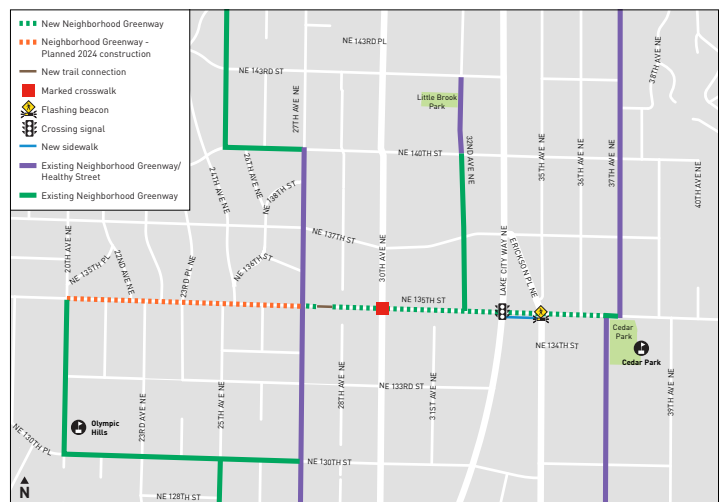 New Neighborhood Greenway
Neighborhood Greenway -
Planned 2024 construction
New trail connection
Marked crosswalk
Flashing beacon
Crossing signal
New sidewalk
Existing Neighborhood Greenway/
Healthy Street
Existing Neighborhood Greenway
NE 143RD PL
NE 143RD ST
27TH AVE NE
Little Brook
Park
32ND AVE NE
38TH AVE NE
NE 140TH ST
35TH AVE NE
36TH AVE NE
37TH AVE NE
40TH AVE NE
24TH AVE NE
26TH AVE NE
NE 138TH ST
NE 137TH ST
20TH AVE NE
NE 135TH PL
22ND AVE NE
23RD PL NE
NE 136TH ST
30TH AVE NE
LAKE CITY WAY NE
ERICKSON PL NE
NE 135TH ST
NE 134TH ST
Cedar
Park
Cedar Park
28TH AVE NE
NE 133RD ST
31ST AVE NE
39TH AVE NE
23RD AVE NE
25TH AVE NE
Olympic
Hills
NE 130TH PL
NE 130TH ST
NE 128TH ST
N